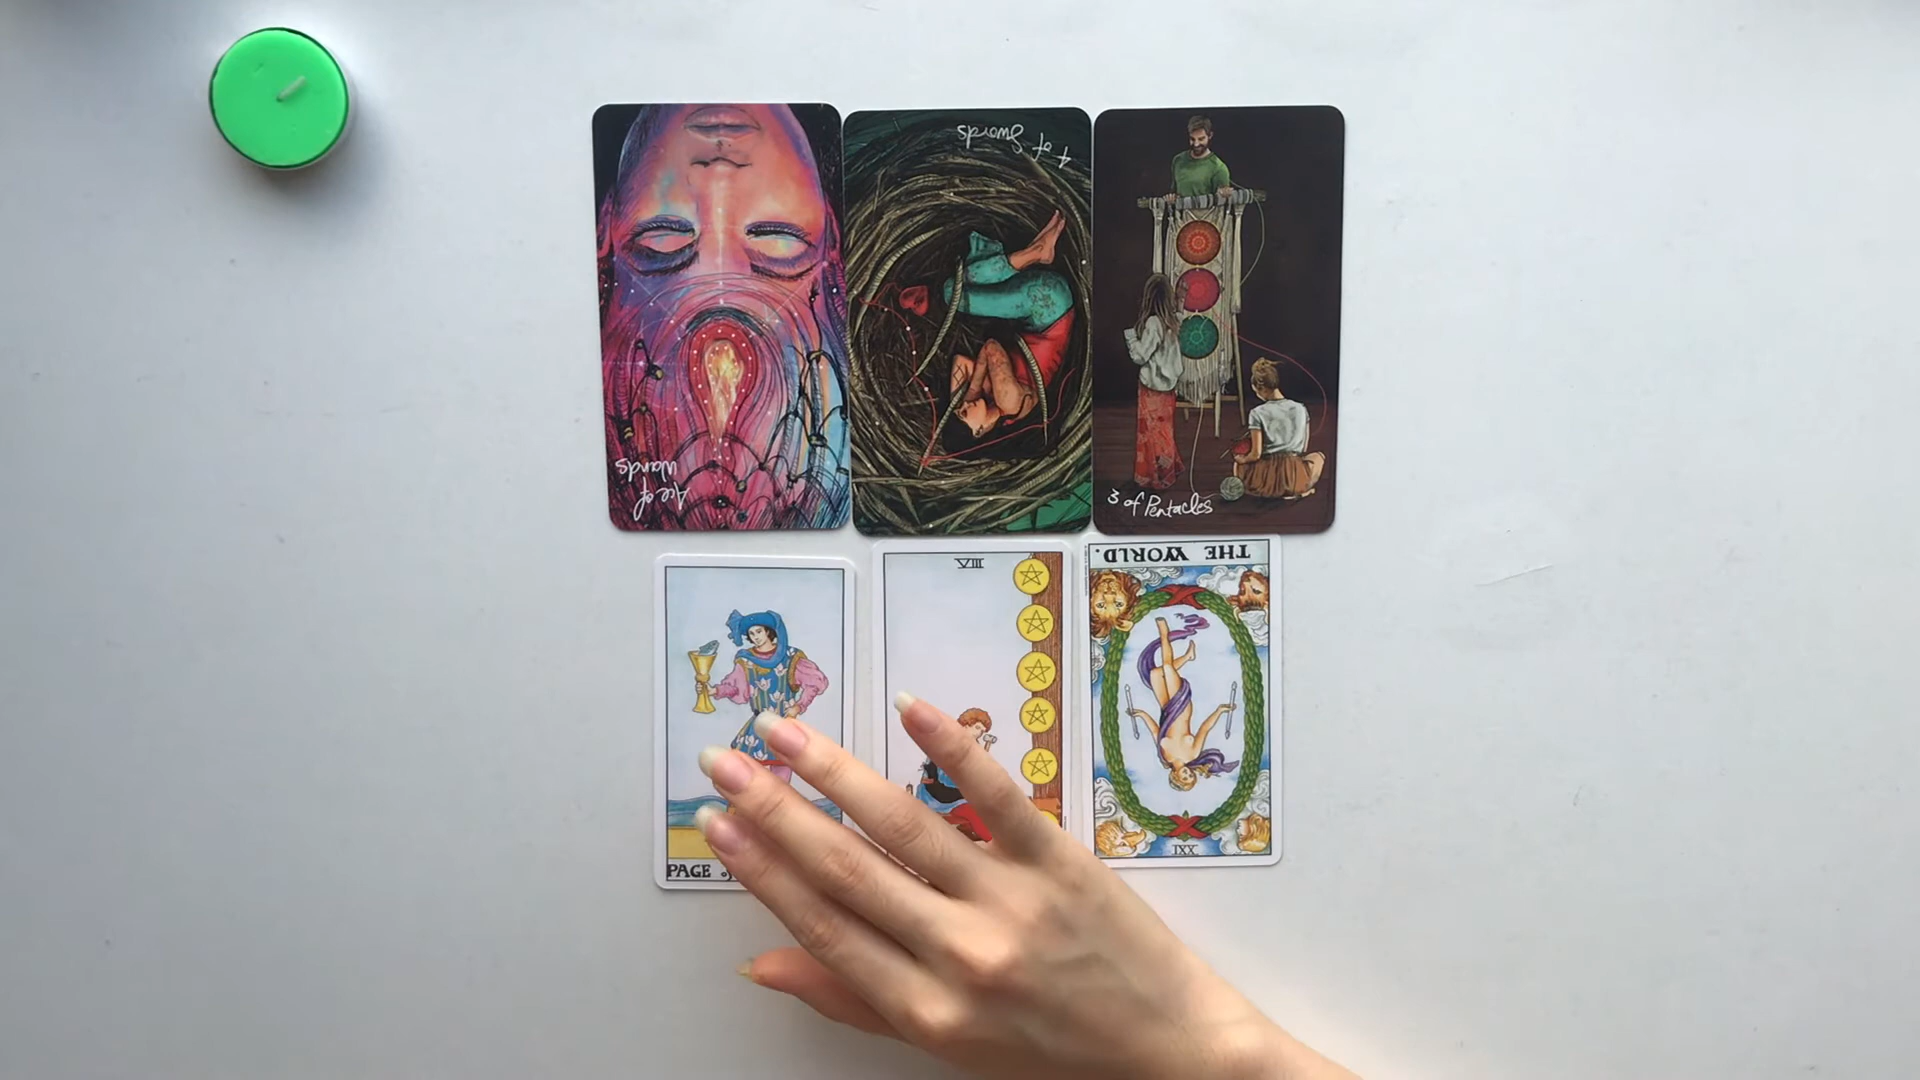 4 of Swords
Ace of
Wands
3 of Pentacles
VIII
THE WORLD.
PAGE
XXI